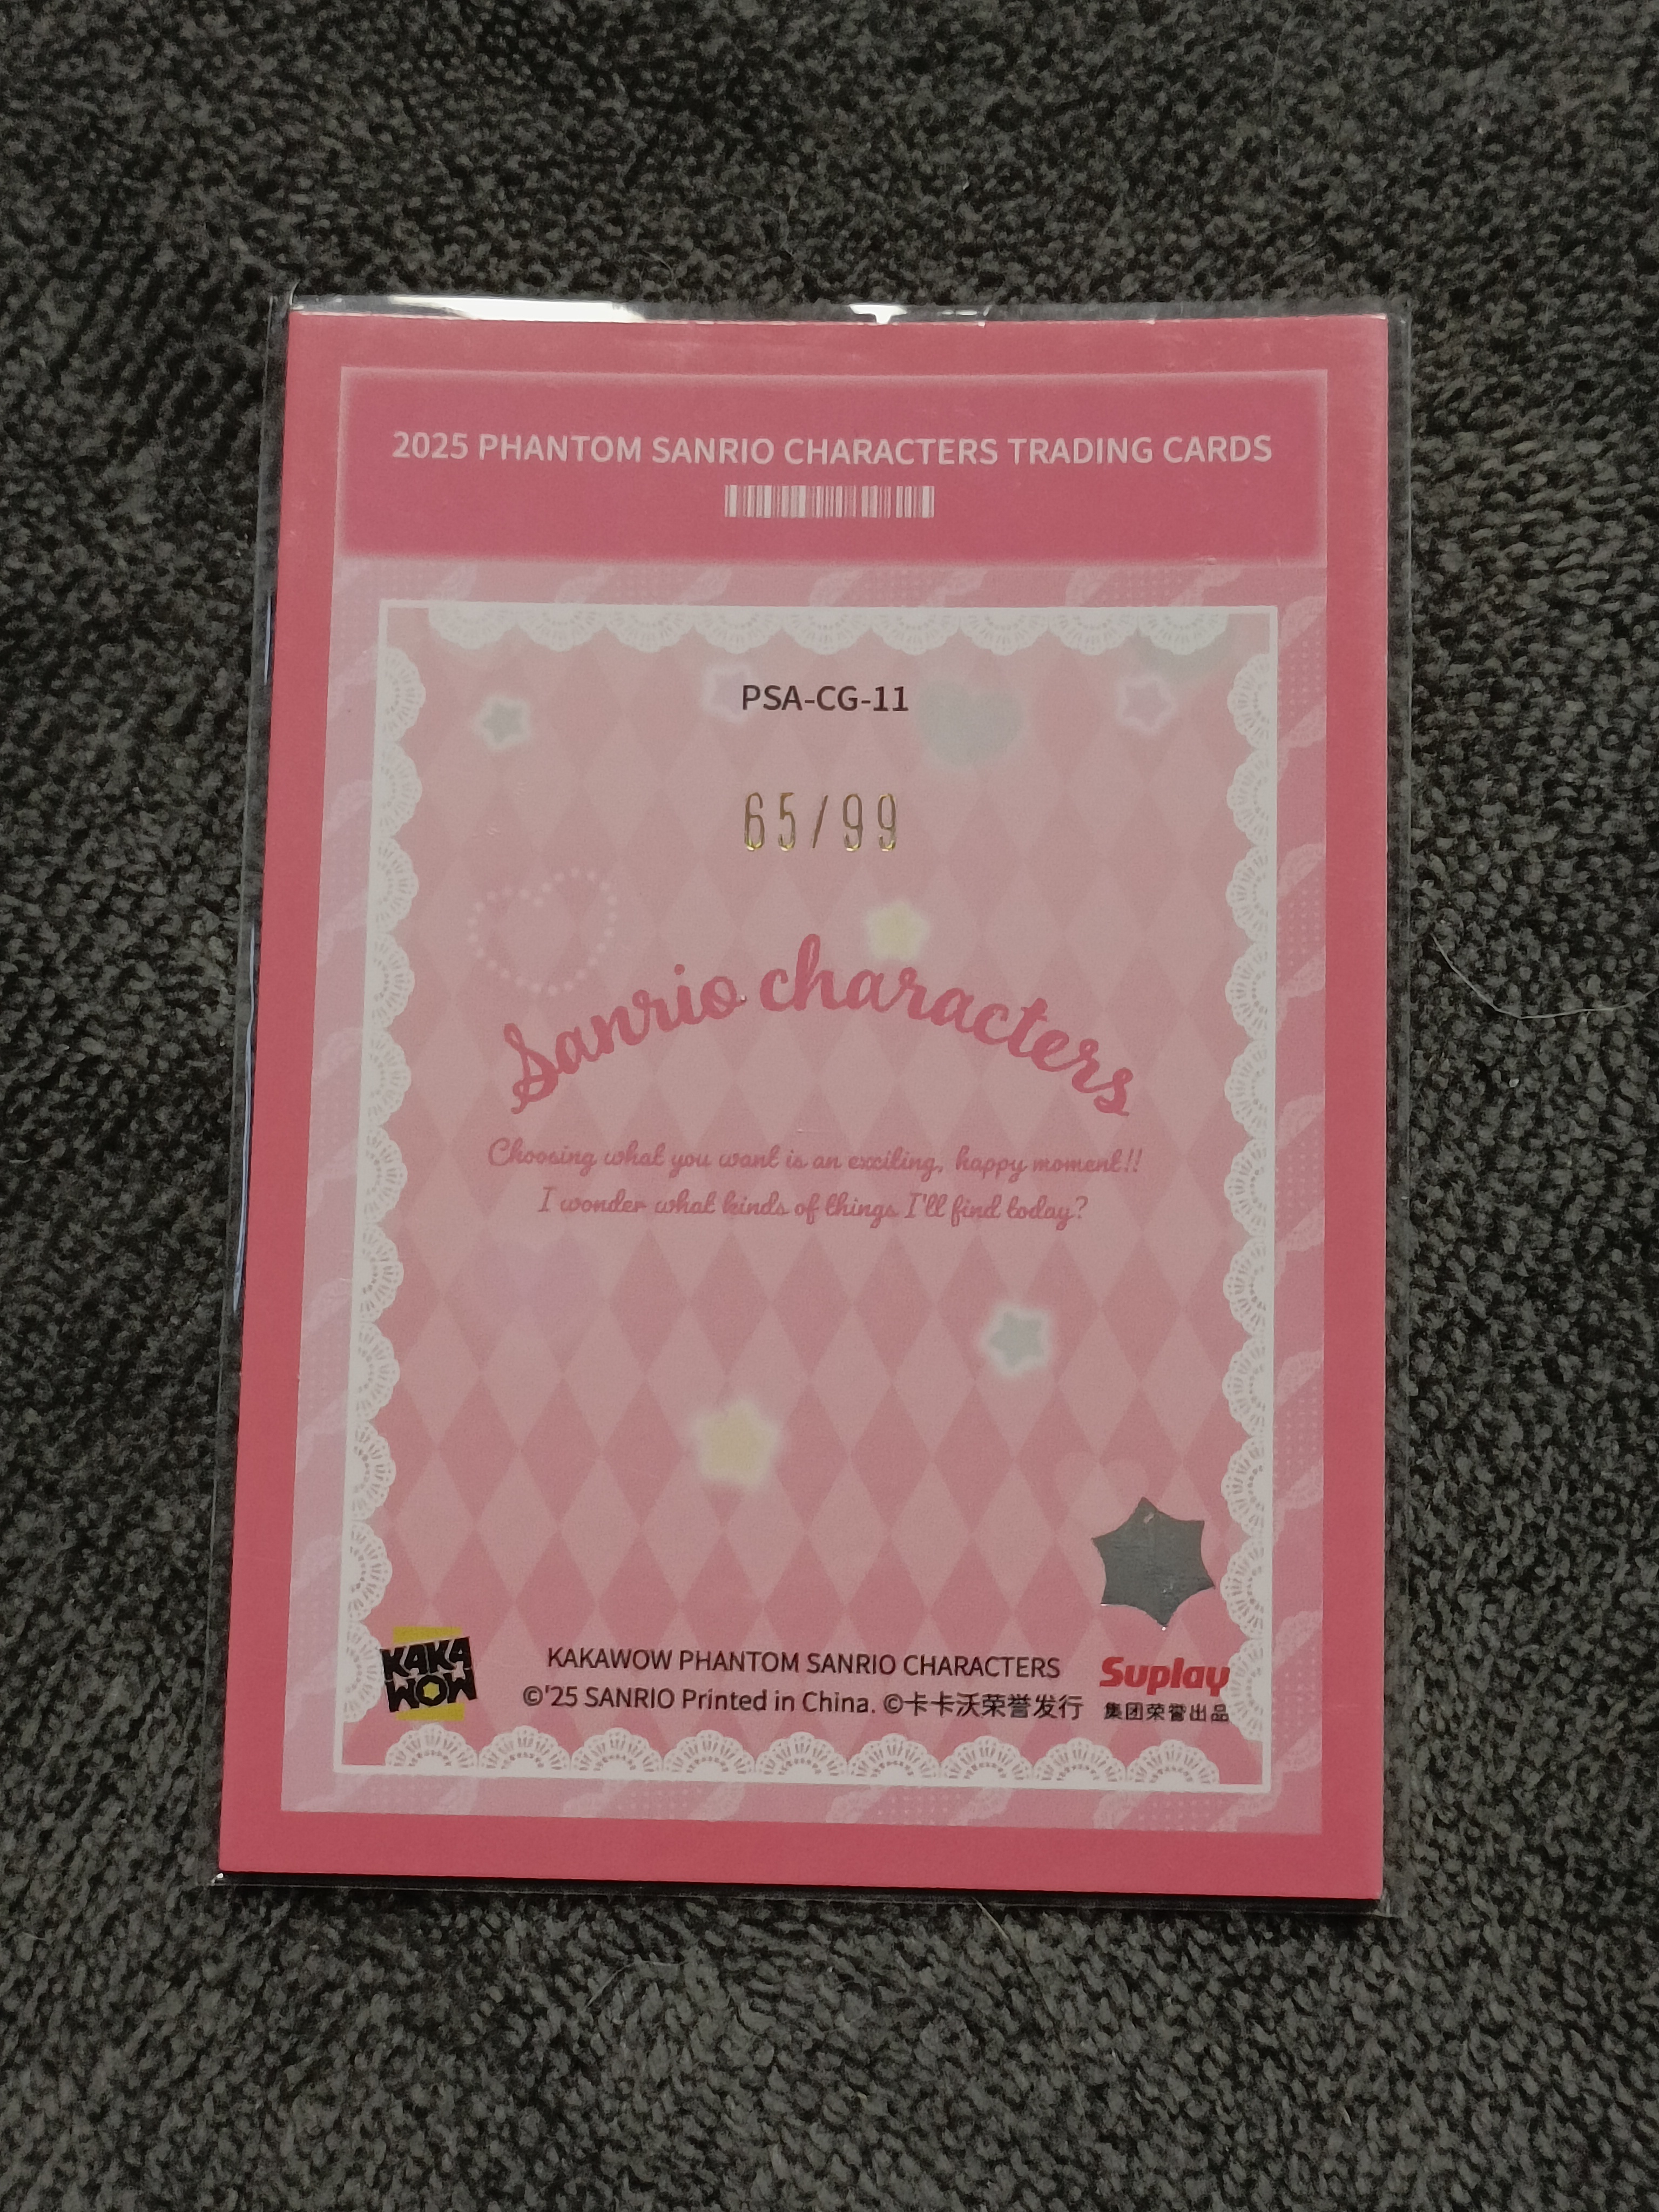 2025 PHANTOM SANRIO CHARACTERS TRADING CARDS
PSA-CG-11
65/99
Sanrio characters
Choosing what you want is an exciting, happy moment!!
I wonder what kinds of things I'll find today?
KAKA
WOW
KAKAWOW PHANTOM SANRIO CHARACTERS
©'25 SANRIO Printed in China. ©卡卡沃荣誉发行
Suplay
集团荣誉出品